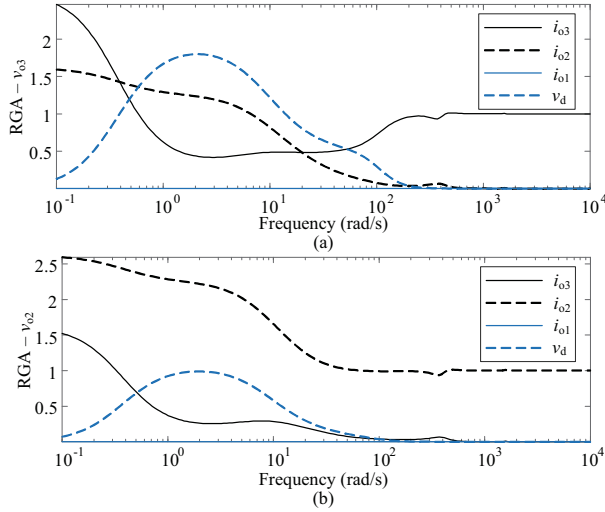 RGA – v_o3
2
1.5
1
0.5
i_o3
i_o2
i_o1
v_d
10^-1 10^0 10^1 10^2 10^3 10^4
Frequency (rad/s)
(a)
RGA – v_o2
2.5
2
1.5
1
0.5
i_o3
i_o2
i_o1
v_d
10^-1 10^0 10^1 10^2 10^3 10^4
Frequency (rad/s)
(b)